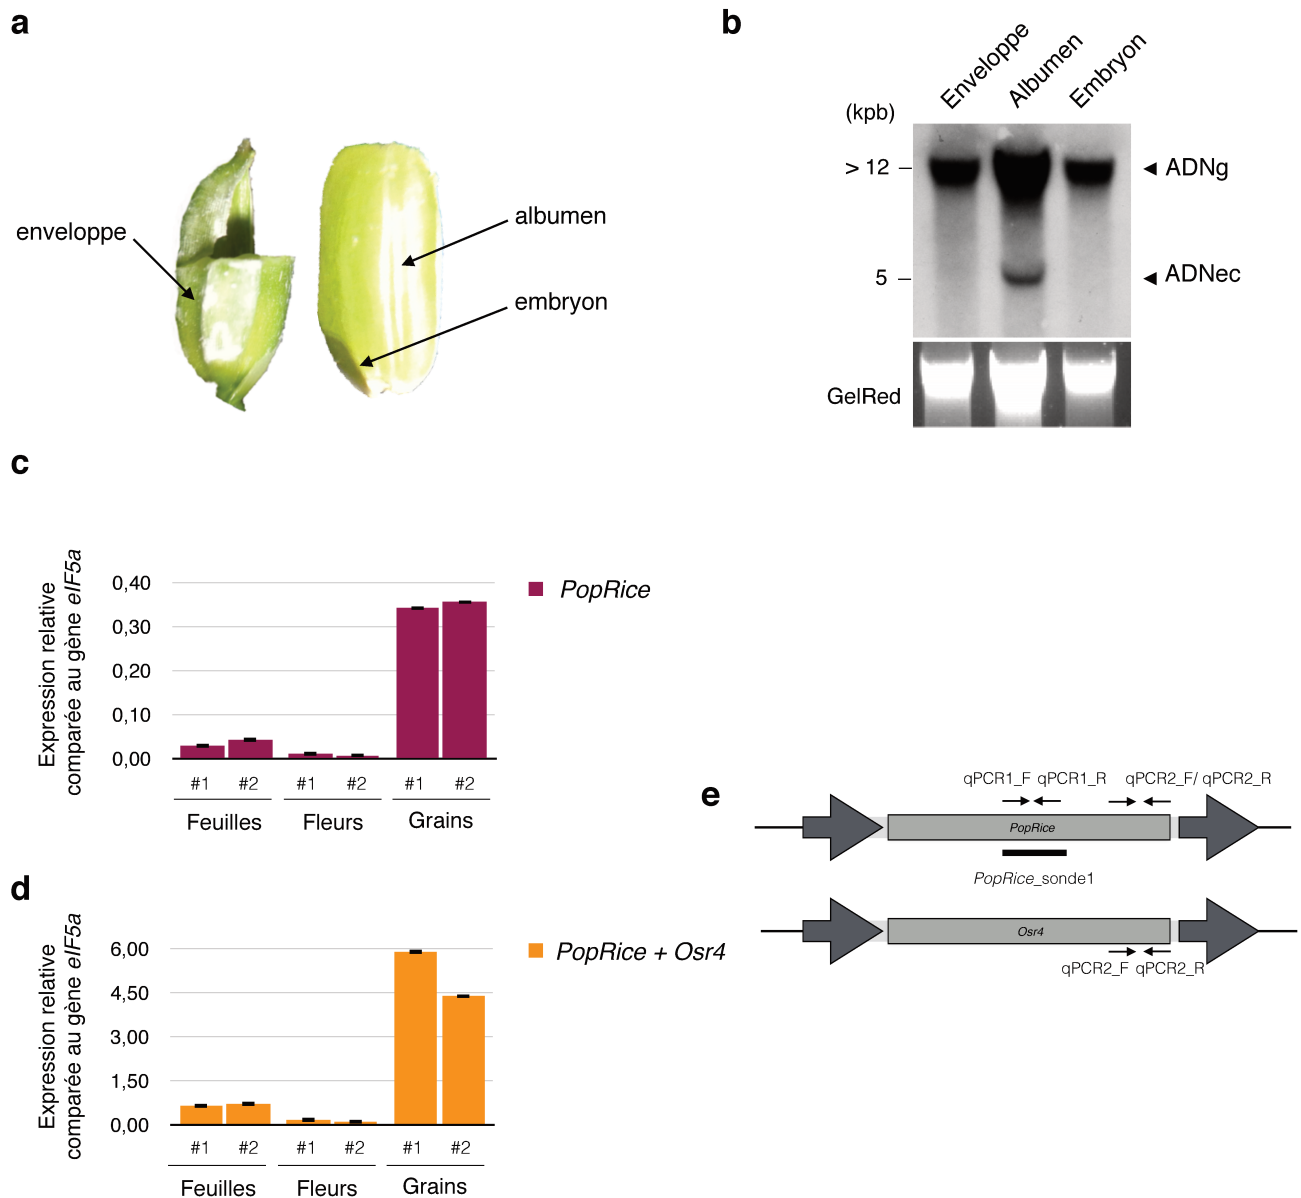 a
enveloppe
albumen
embryon
b
Enveloppe
Albumen
Embryon
(kpb)
> 12
5
ADNg
ADNec
GelRed
c
Expression relative
comparée au gène eIF5a
0,40
0,30
0,20
0,10
0,00
#1 #2 #1 #2 #1 #2
Feuilles Fleurs Grains
PopRice
d
Expression relative
comparée au gène eIF5a
6,00
4,50
3,00
1,50
0,00
#1 #2 #1 #2 #1 #2
Feuilles Fleurs Grains
PopRice + Osr4
e
qPCR1_F qPCR1_R qPCR2_F/ qPCR2_R
PopRice
PopRice_sonde1
Osr4
qPCR2_F qPCR2_R